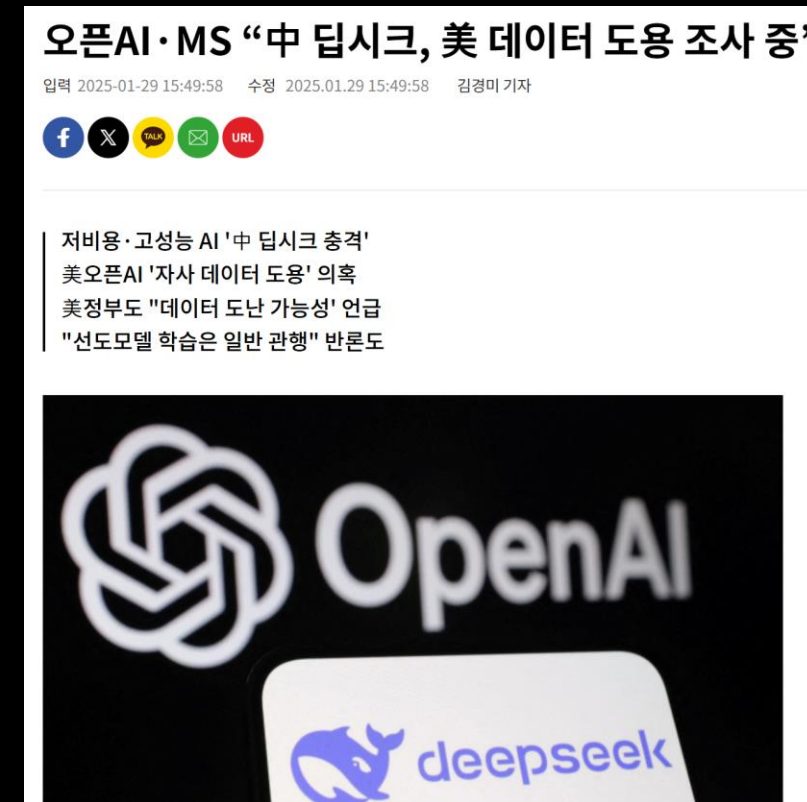 오픈AI·MS “中 딥시크, 美 데이터 도용 조사 중”
입력 2025-01-29 15:49:58 수정 2025.01.29 15:49:58 김경미 기자
f X TALK URL
저비용·고성능 AI '中 딥시크 충격'
美오픈AI '자사 데이터 도용' 의혹
美정부도 "데이터 도난 가능성' 언급
"선도모델 학습은 일반 관행" 반론도
OpenAI
deepseek